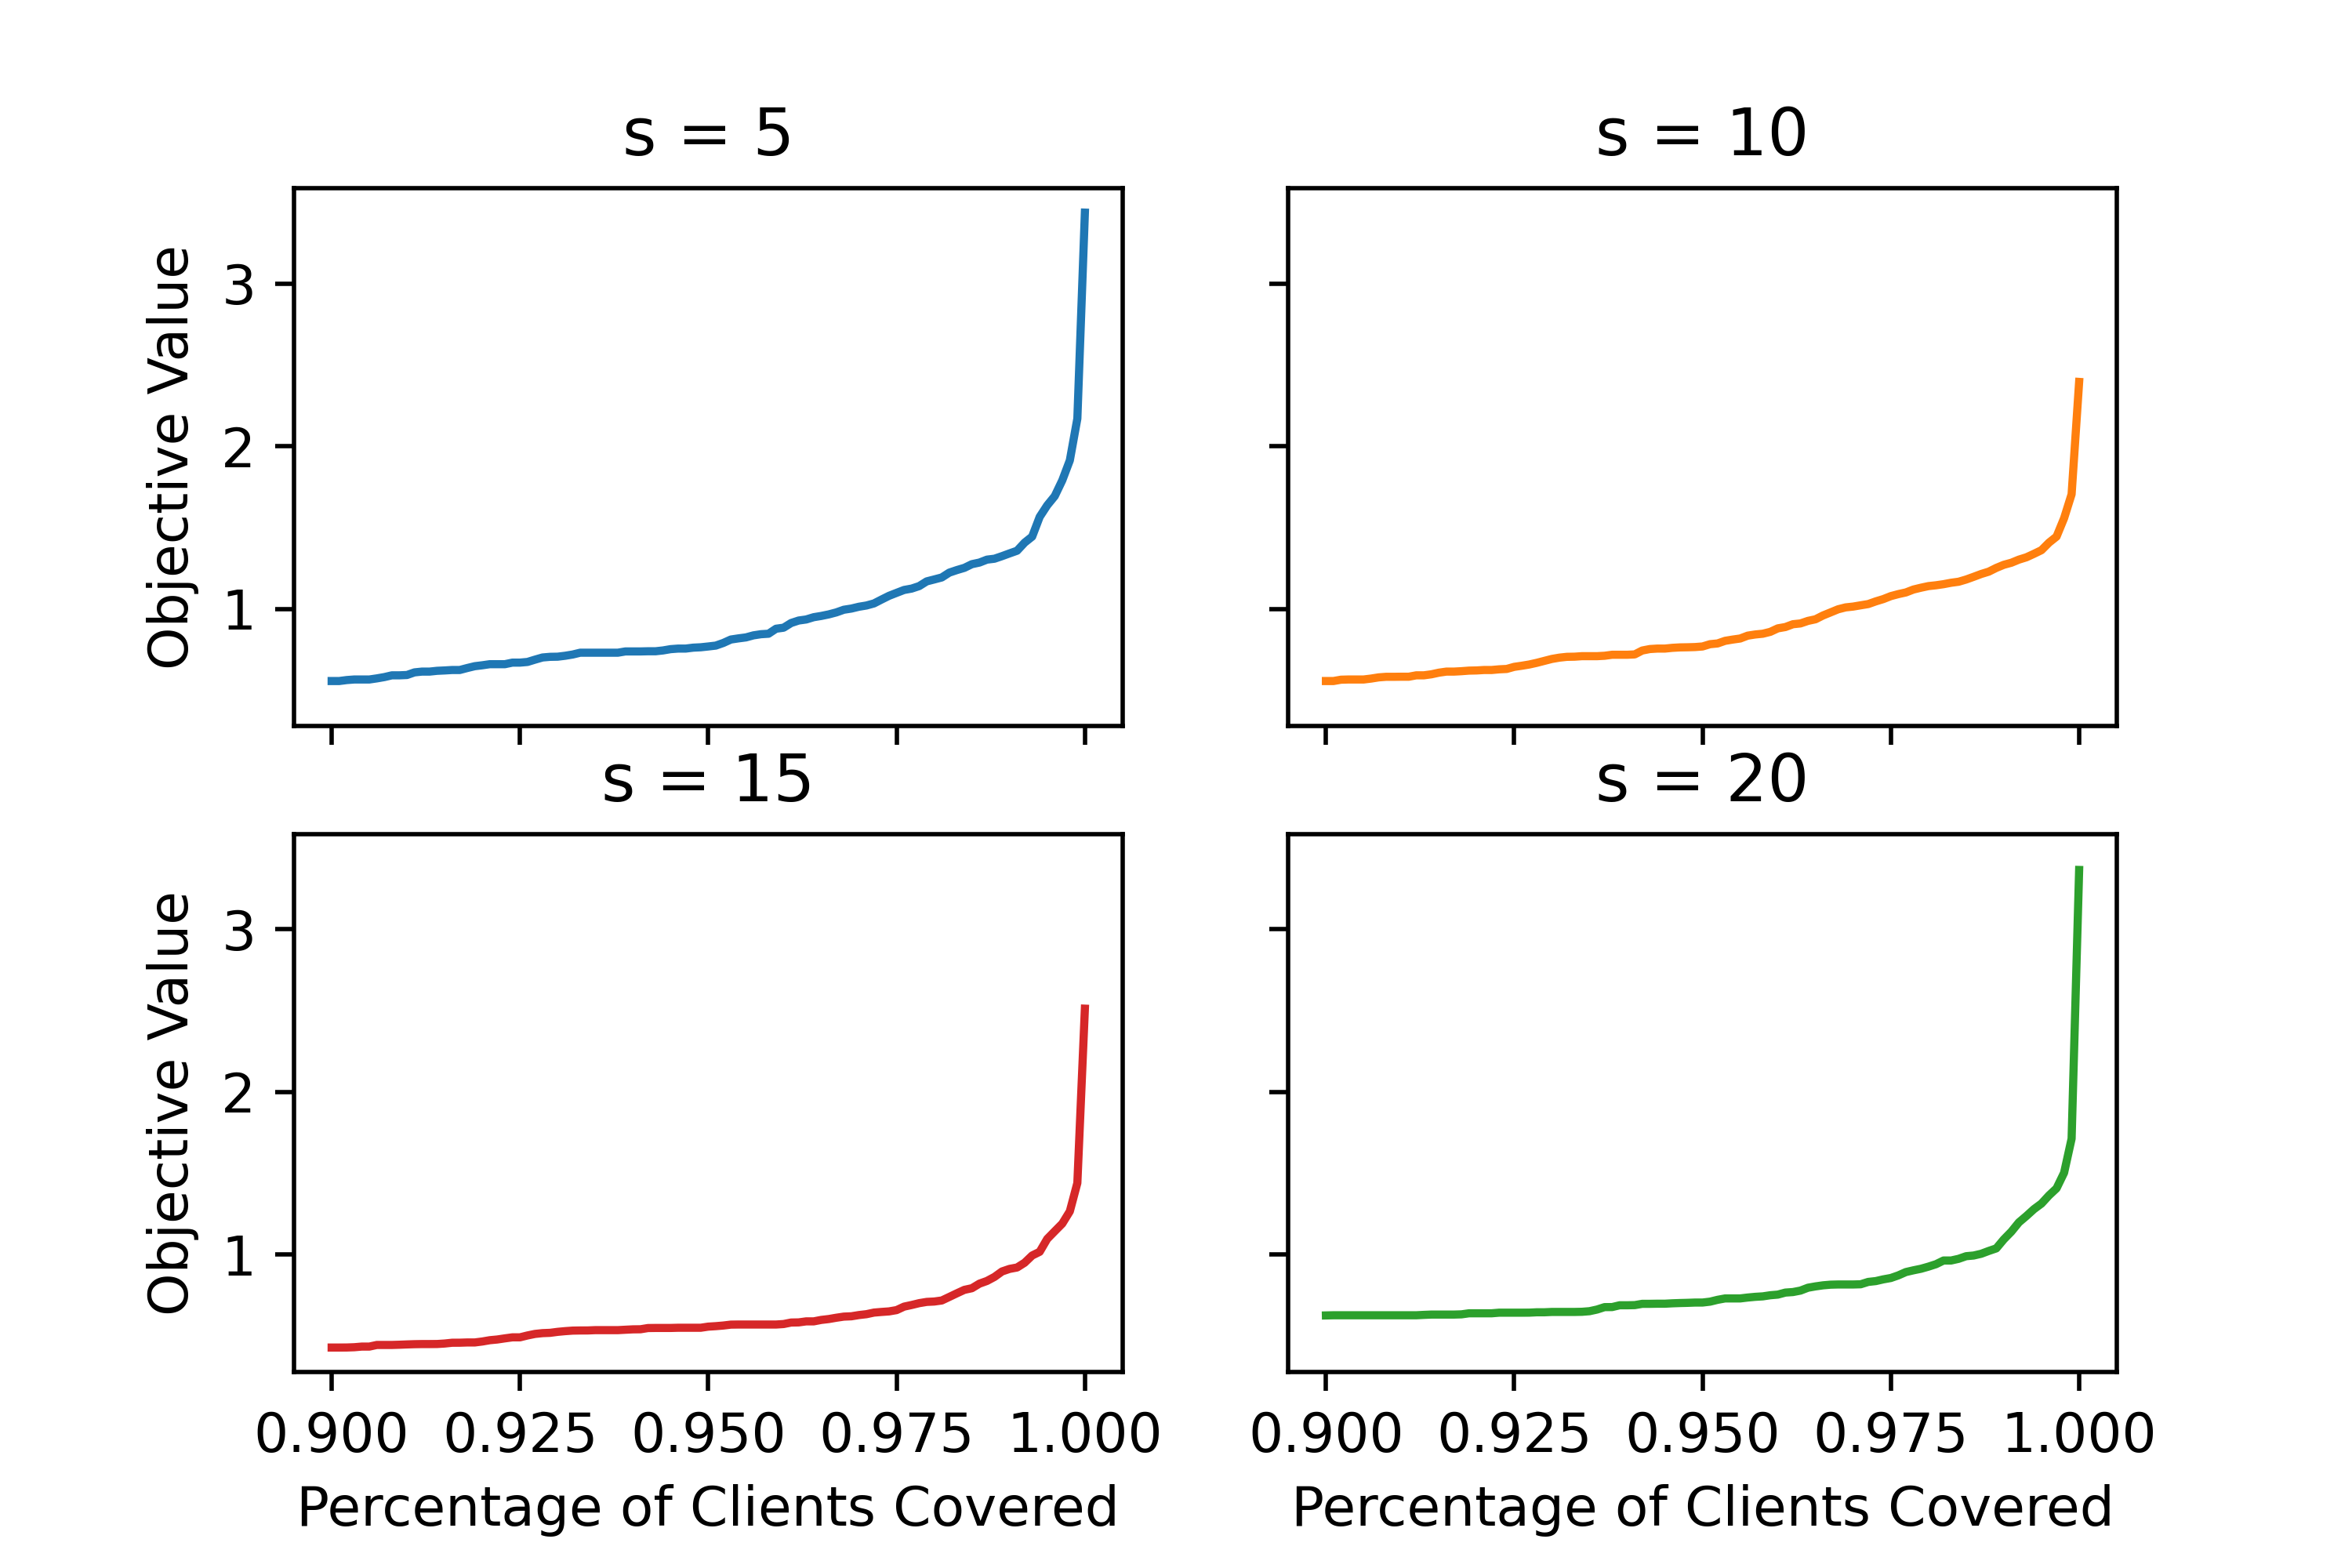 s = 5
s = 10
Objective Value
3
2
1
s = 15
s = 20
Objective Value
3
2
1
0.900 0.925 0.950 0.975 1.000
0.900 0.925 0.950 0.975 1.000
Percentage of Clients Covered
Percentage of Clients Covered